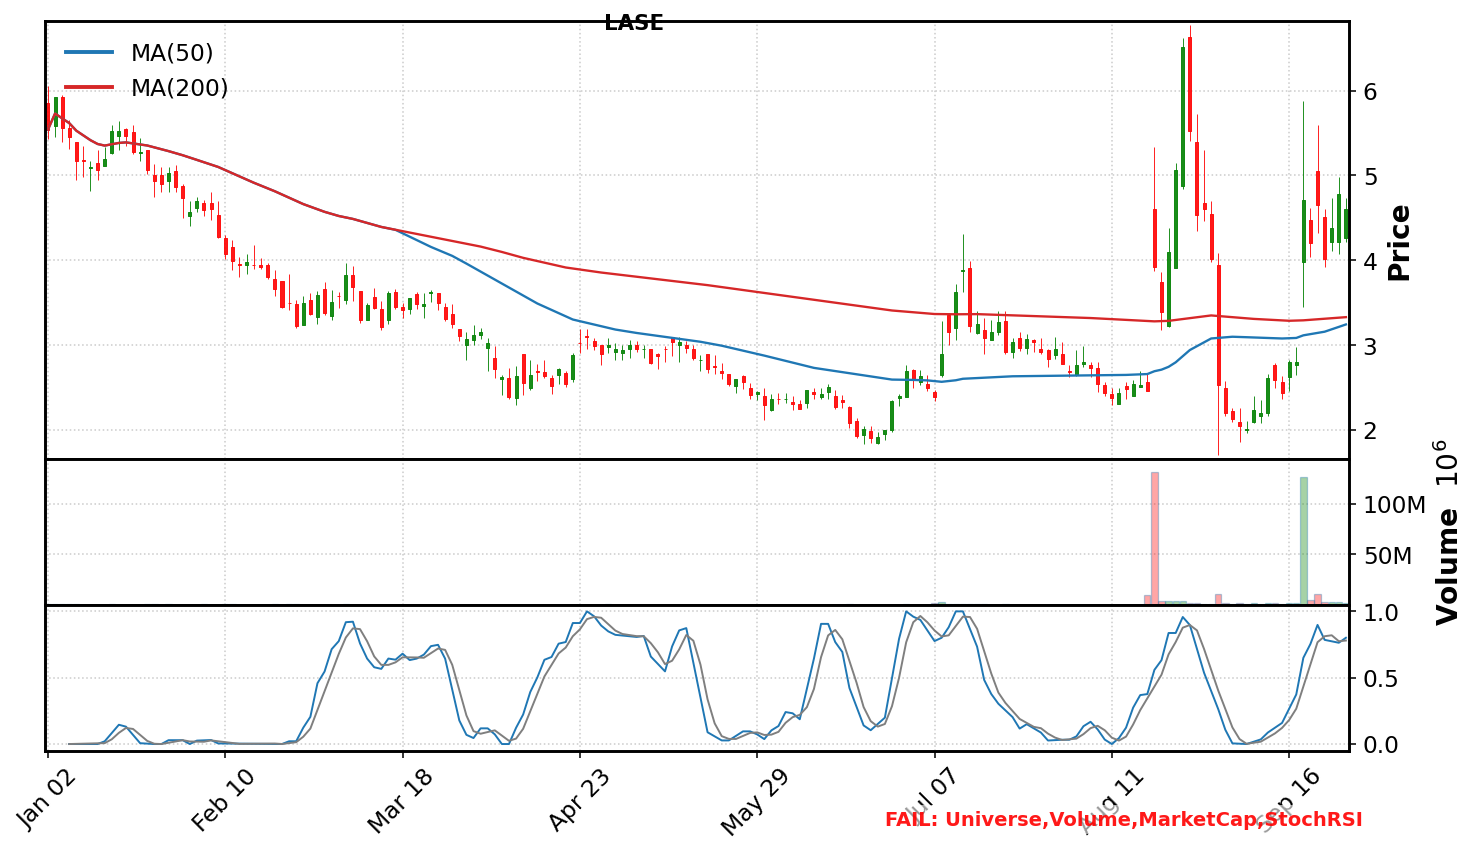 LASE
MA(50)
MA(200)
6
5
4
3
2
Price
100M
50M
Volume 10⁶
1.0
0.5
0.0
Jan 02
Feb 10
Mar 18
Apr 23
May 29
Jul 07
Aug 11
Sep 16
FAIL: Universe,Volume,MarketCap,StochRSI